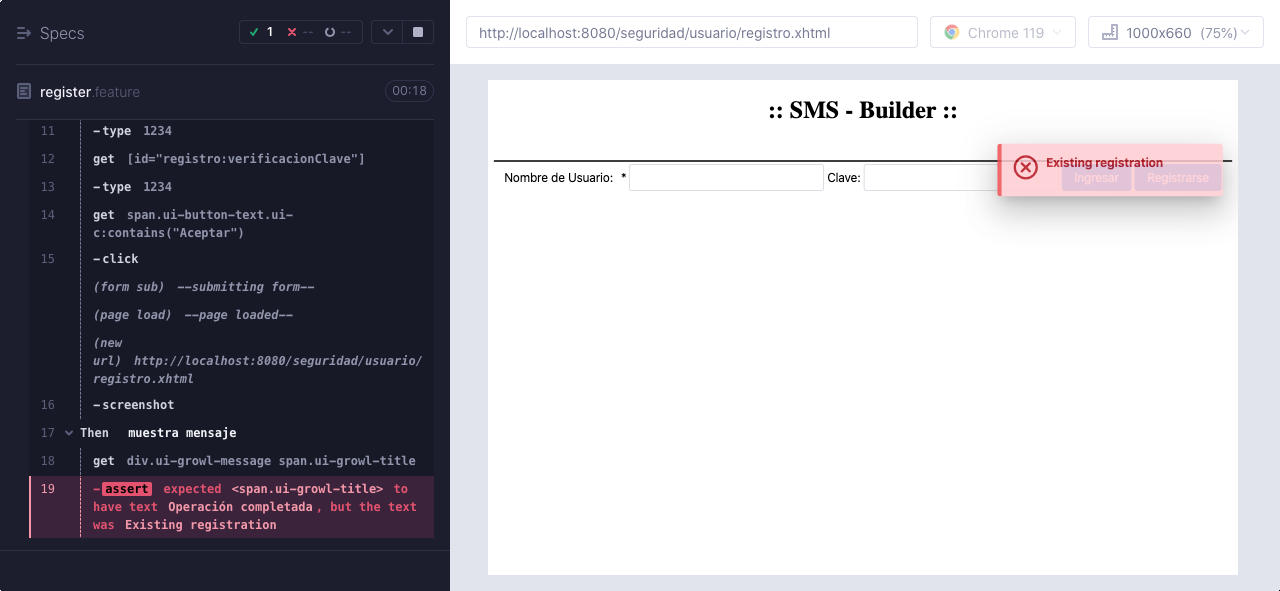 Specs
1 -- --
register.feature
00:18
11 -type 1234
12 get [id="registro:verificacionClave"]
13 -type 1234
14 get span.ui-button-text.ui-
c:contains("Aceptar")
15 -click
(form sub) --submitting form--
(page load) --page loaded--
(new
url) http://localhost:8080/seguridad/usuario/
registro.xhtml
16 -screenshot
17 Then muestra mensaje
18 get div.ui-growl-message span.ui-growl-title
19 -assert expected <span.ui-growl-title> to
have text Operación completada, but the text
was Existing registration
http://localhost:8080/seguridad/usuario/registro.xhtml
Chrome 119
1000x660 (75%)
:: SMS - Builder ::
Existing registration
Nombre de Usuario: *
Clave:
Ingresar
Registrarse